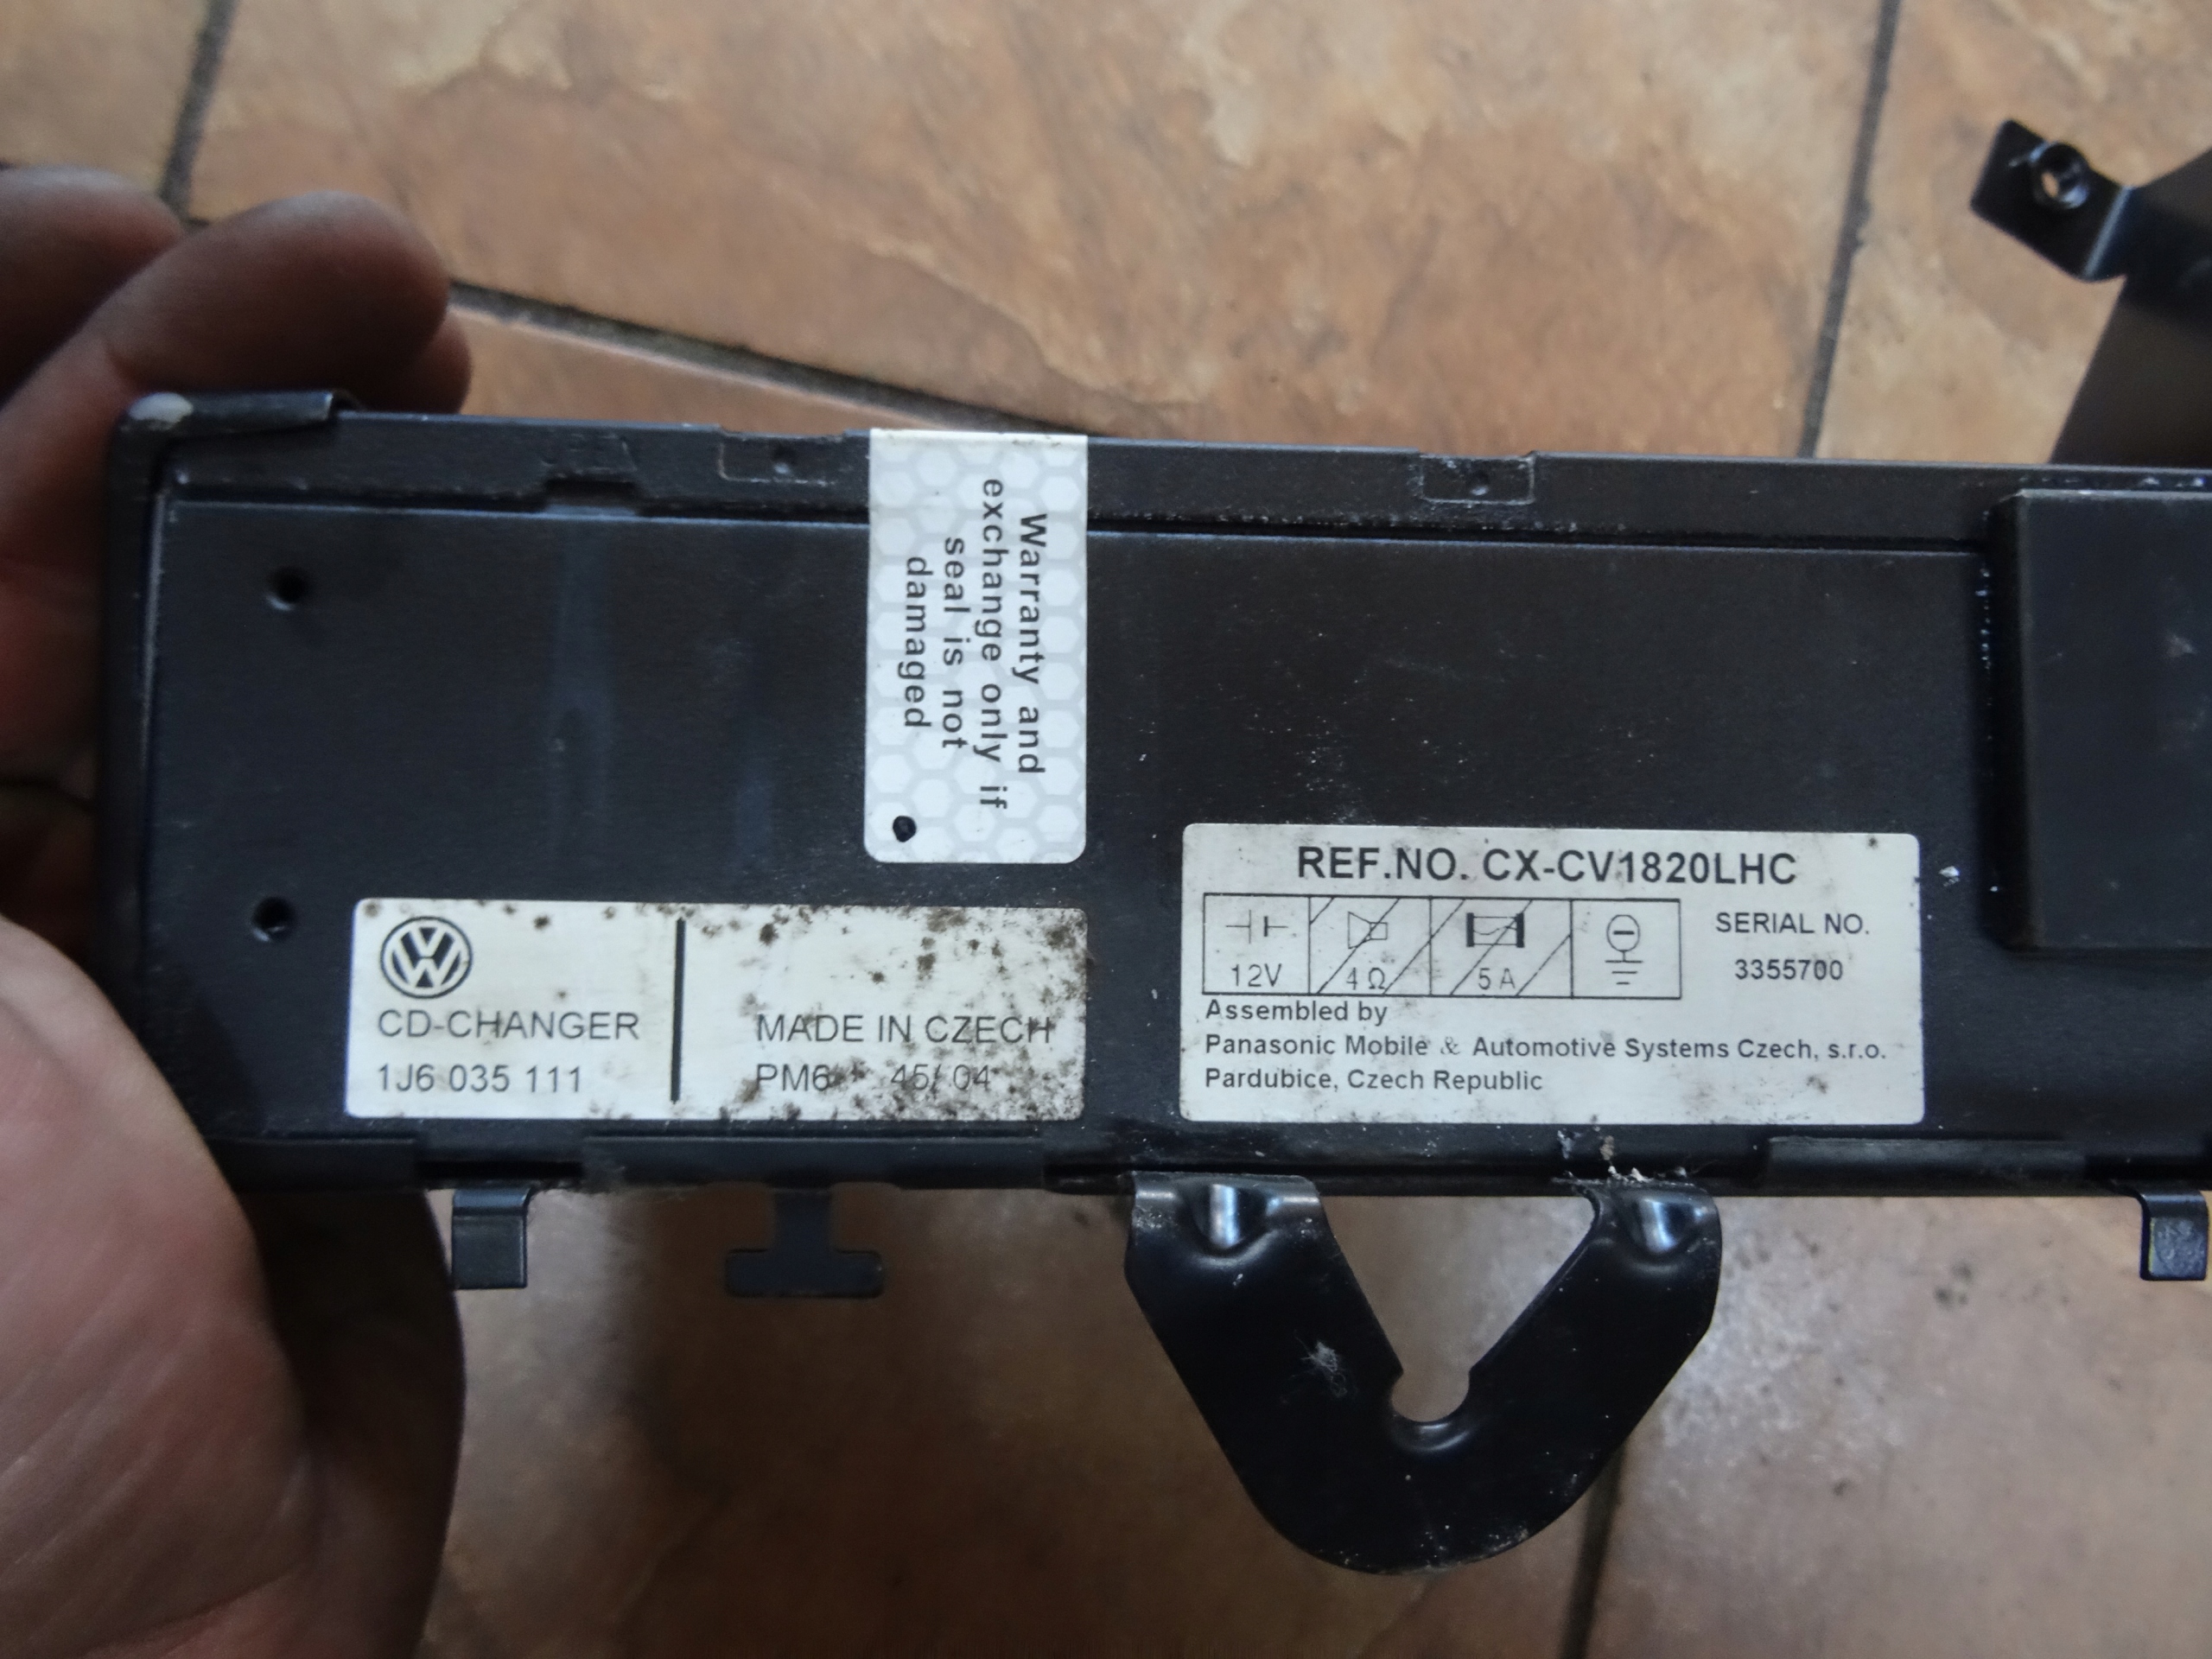 Warranty and
exchange only if
seal is not
damaged
CD-CHANGER
1J6 035 111
MADE IN CZECH
PM6 45/ 04
REF.NO. CX-CV1820LHC
12V 4 Ω 5 A
SERIAL NO.
3355700
Assembled by
Panasonic Mobile & Automotive Systems Czech, s.r.o.
Pardubice, Czech Republic